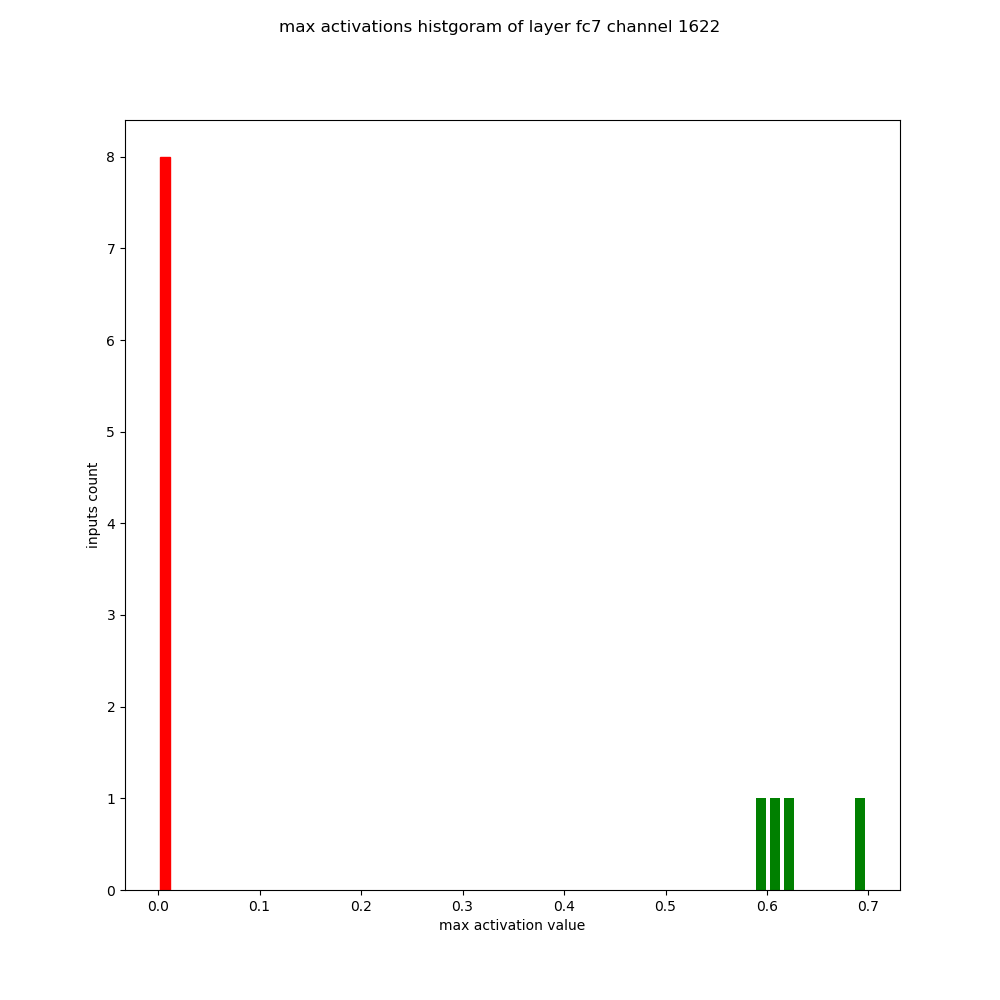 max activations histgoram of layer fc7 channel 1622
8
7
6
5
4
3
2
1
0
inputs count
0.0 0.1 0.2 0.3 0.4 0.5 0.6 0.7
max activation value